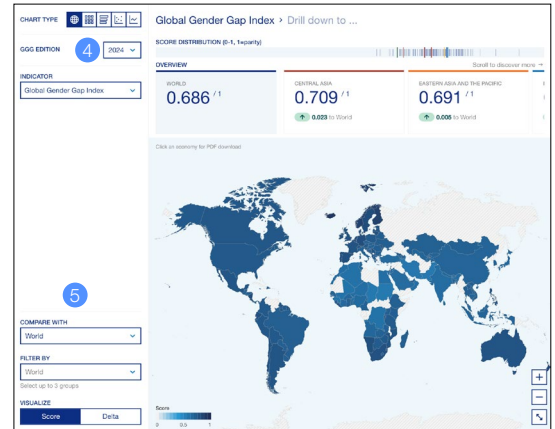 CHART TYPE
GGG EDITION
4
2024
INDICATOR
Global Gender Gap Index
5
COMPARE WITH
World
FILTER BY
World
Select up to 3 groups
VISUALIZE
Score
Delta
Global Gender Gap Index > Drill down to ...
SCORE DISTRIBUTION (0-1, 1=parity)
OVERVIEW
Scroll to discover more →
WORLD
0.686 / 1
CENTRAL ASIA
0.709 / 1
↑ 0.023 to World
EASTERN ASIA AND THE PACIFIC
0.691 / 1
↑ 0.005 to World
Click an economy for PDF download
Score
0 0.5 1
+
−